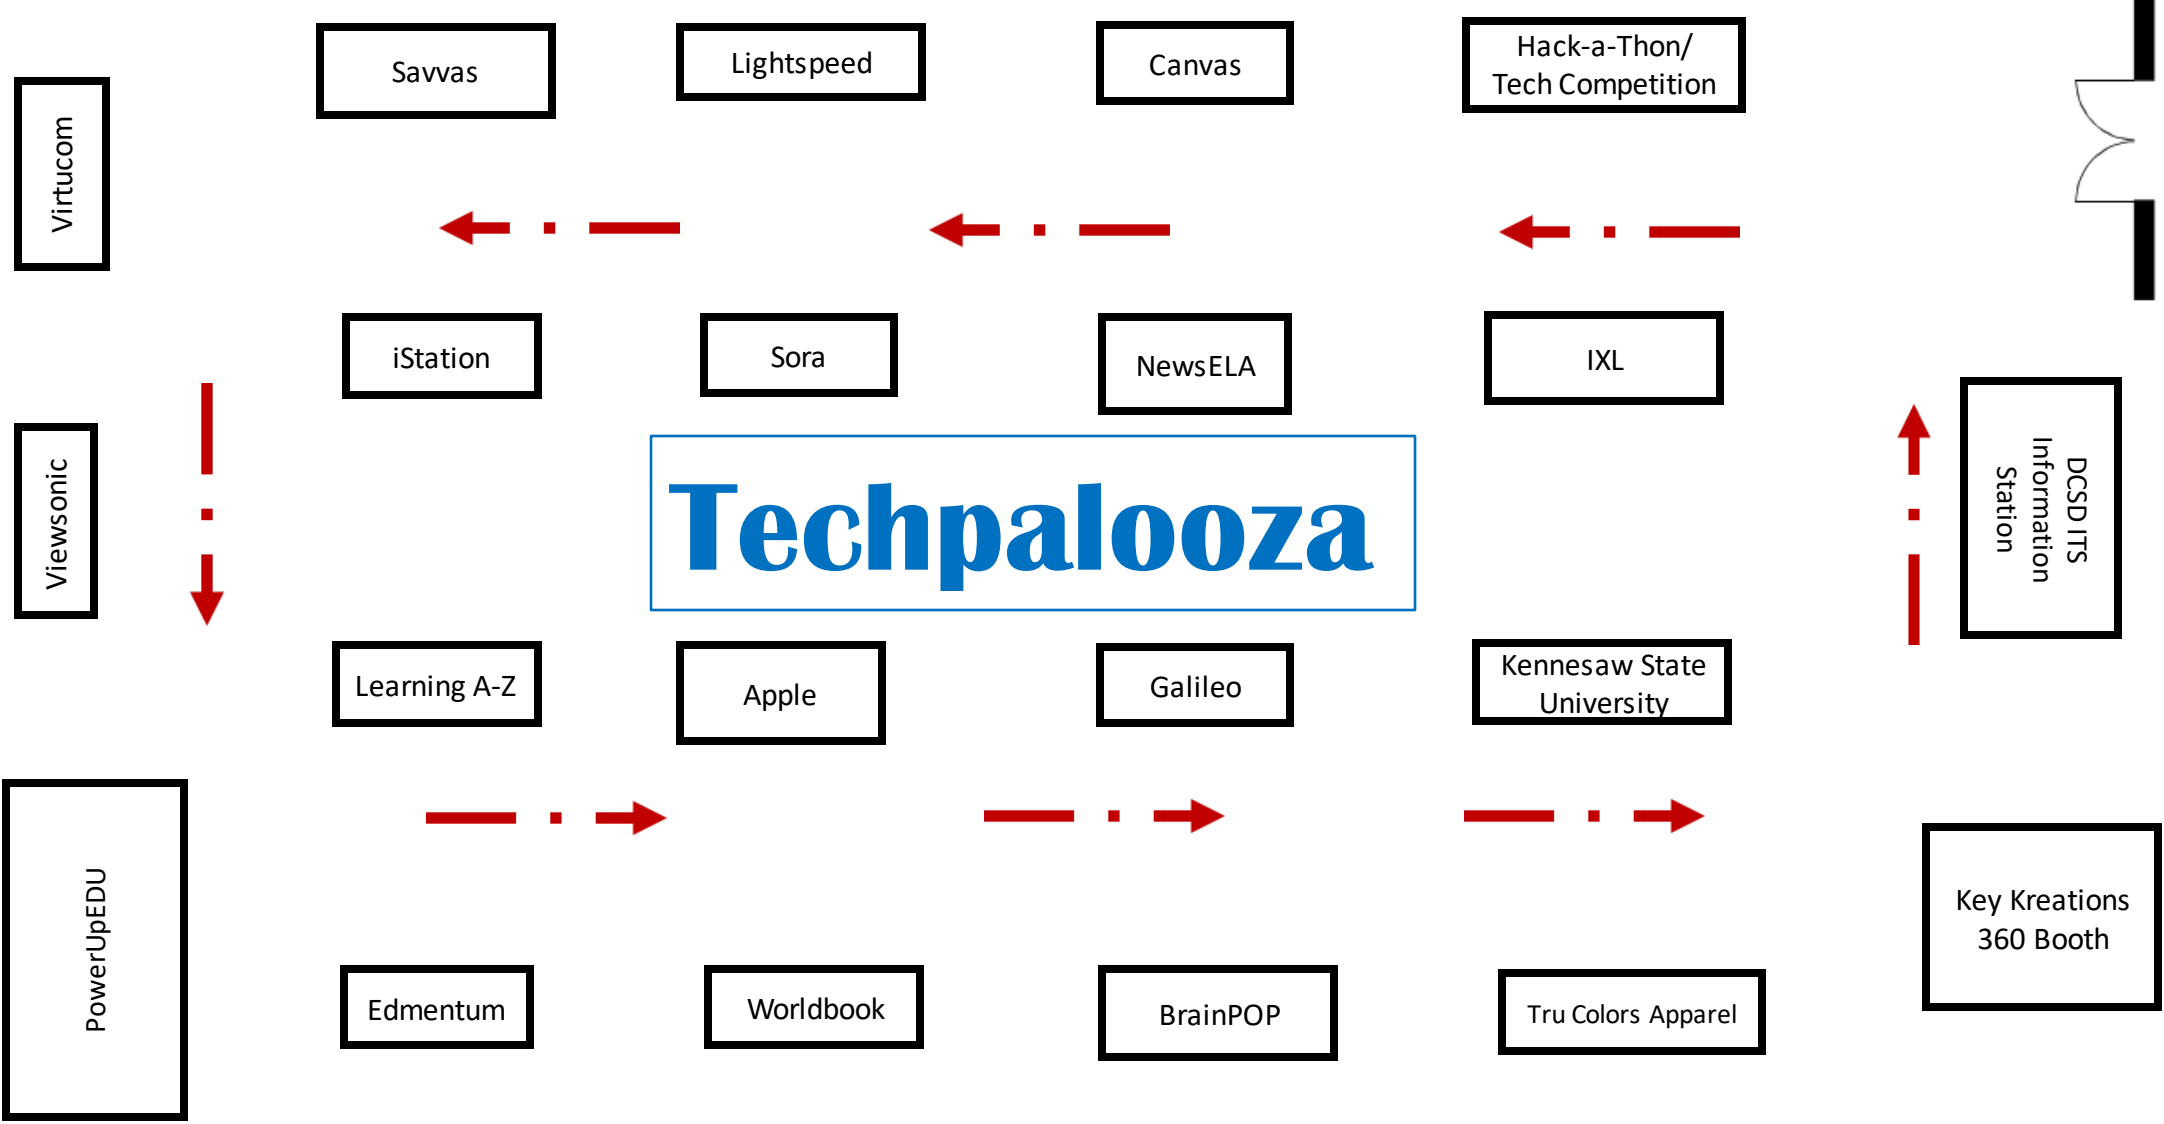 Savvas
Lightspeed
Canvas
Hack-a-Thon/
Tech Competition
Virtucom
iStation
Sora
NewsELA
IXL
Viewsonic
Techpalooza
DCSD ITS
Information
Station
Learning A-Z
Apple
Galileo
Kennesaw State
University
PowerUpEDU
Key Kreations
360 Booth
Edmentum
Worldbook
BrainPOP
Tru Colors Apparel